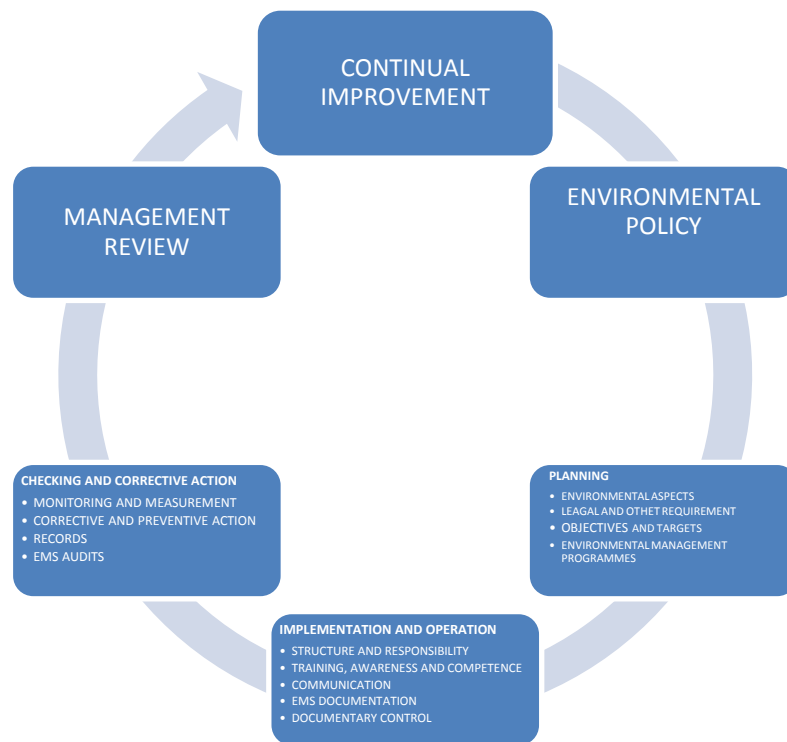 CONTINUAL
IMPROVEMENT
ENVIRONMENTAL
POLICY
PLANNING
• ENVIRONMENTAL ASPECTS
• LEAGAL AND OTHET REQUIREMENT
• OBJECTIVES AND TARGETS
• ENVIRONMENTAL MANAGEMENT
PROGRAMMES
IMPLEMENTATION AND OPERATION
• STRUCTURE AND RESPONSIBILITY
• TRAINING, AWARENESS AND COMPETENCE
• COMMUNICATION
• EMS DOCUMENTATION
• DOCUMENTARY CONTROL
CHECKING AND CORRECTIVE ACTION
• MONITORING AND MEASUREMENT
• CORRECTIVE AND PREVENTIVE ACTION
• RECORDS
• EMS AUDITS
MANAGEMENT
REVIEW